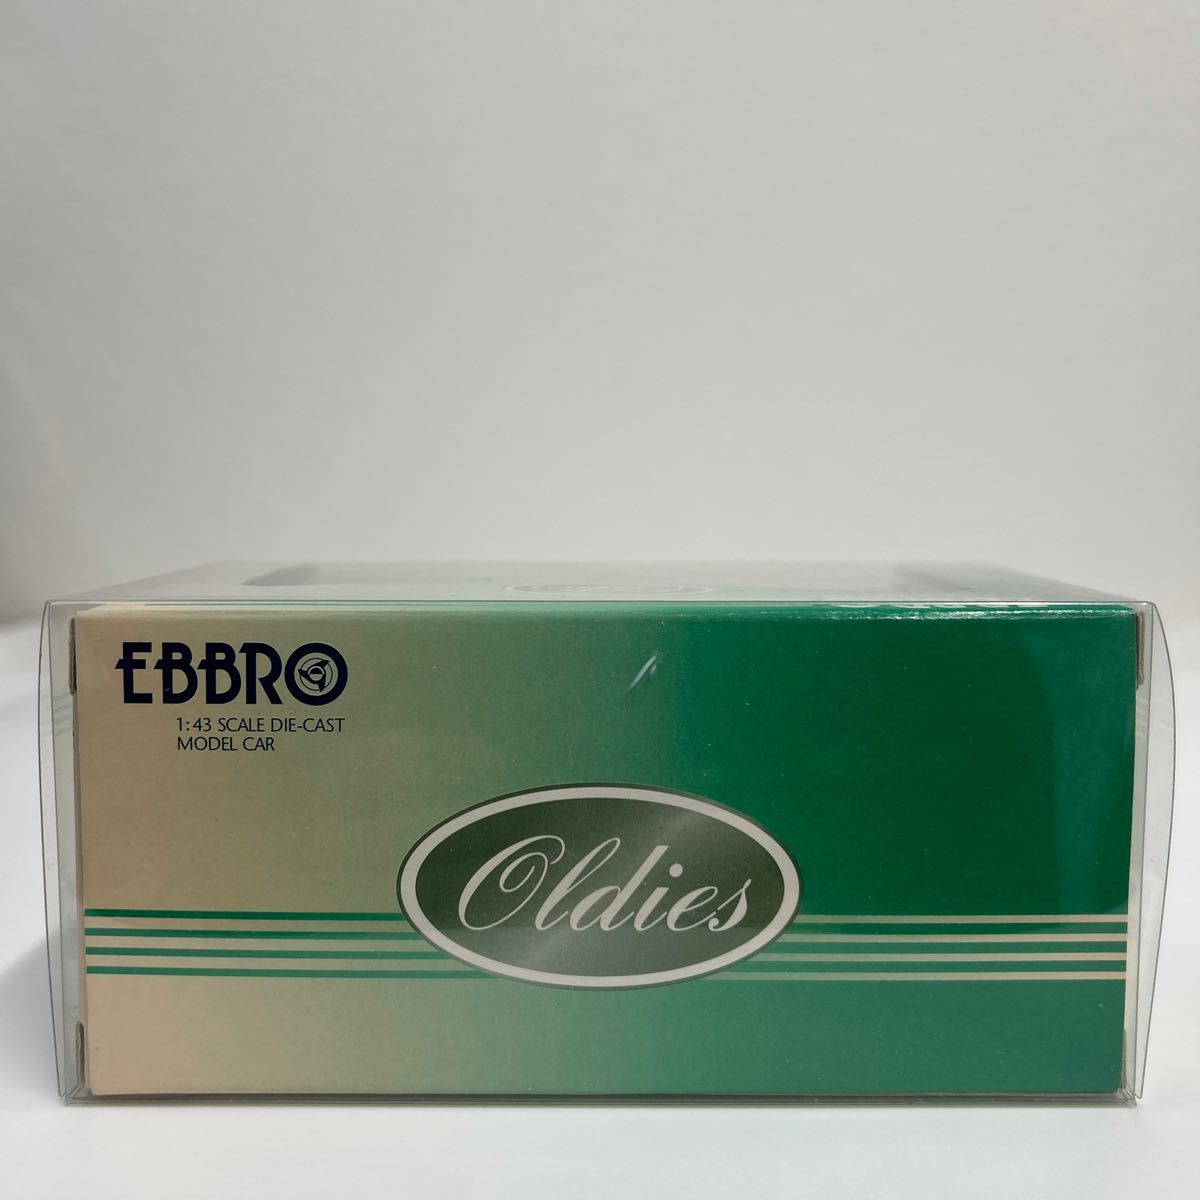 EBBRO
1:43 SCALE DIE-CAST
MODEL CAR
Oldies